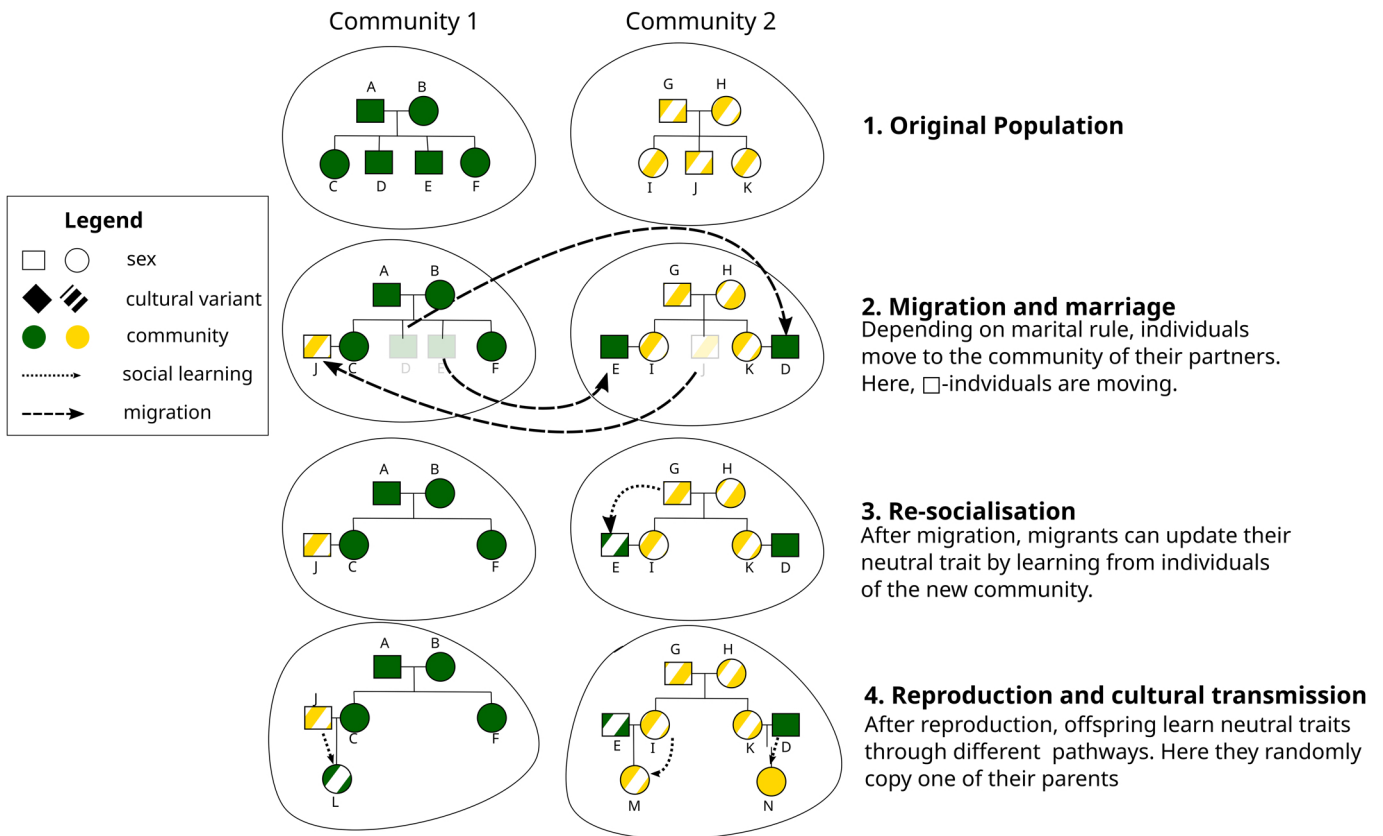 Community 1
Community 2
A B
C D E F
G H
I J K
1. Original Population
Legend
sex
cultural variant
community
social learning
migration
A B
J C D E F
G H
E I J K D
2. Migration and marriage
Depending on marital rule, individuals
move to the community of their partners.
Here, □-indviduals are moving.
A B
J C F
G H
E I K D
3. Re-socialisation
After migration, migrants can update their
neutral trait by learning from individuals
of the new community.
A B
J C F
L
G H
E I K D
M N
4. Reproduction and cultural transmission
After reproduction, offspring learn neutral traits
through different pathways. Here they randomly
copy one of their parents